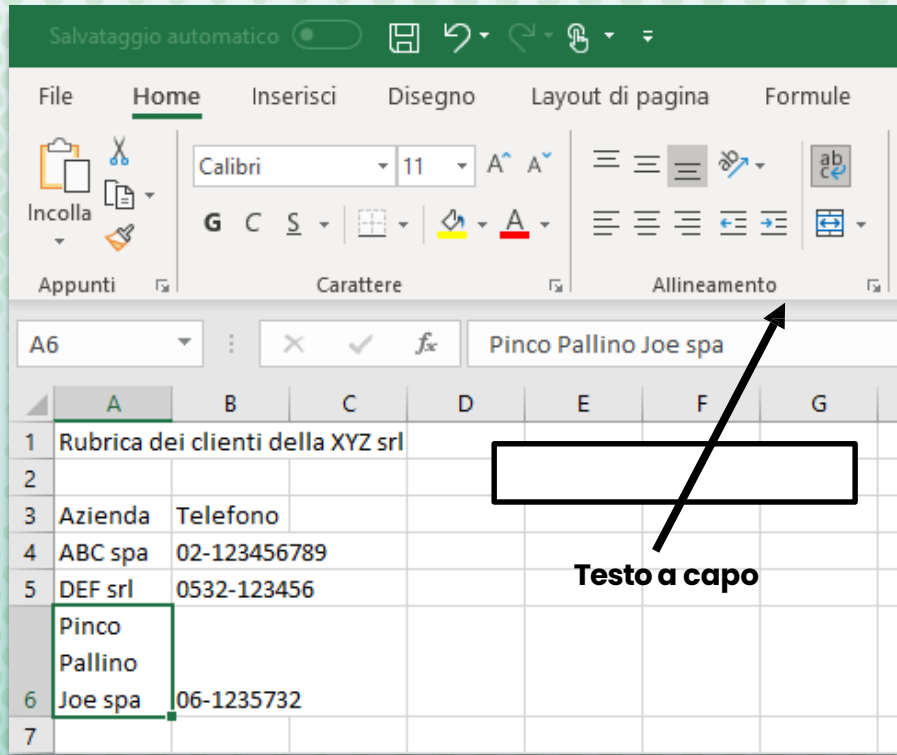 Salvataggio automatico
File Home Inserisci Disegno Layout di pagina Formule
Calibri 11 A A ab
Incolla G C S A c
Appunti Carattere Allineamento
A6 fx Pinco Pallino Joe spa
A B C D E F G
1 Rubrica dei clienti della XYZ srl
2
3 Azienda Telefono
4 ABC spa 02-123456789
5 DEF srl 0532-123456
Testo a capo
Pinco
Pallino
6 Joe spa 06-1235732
7